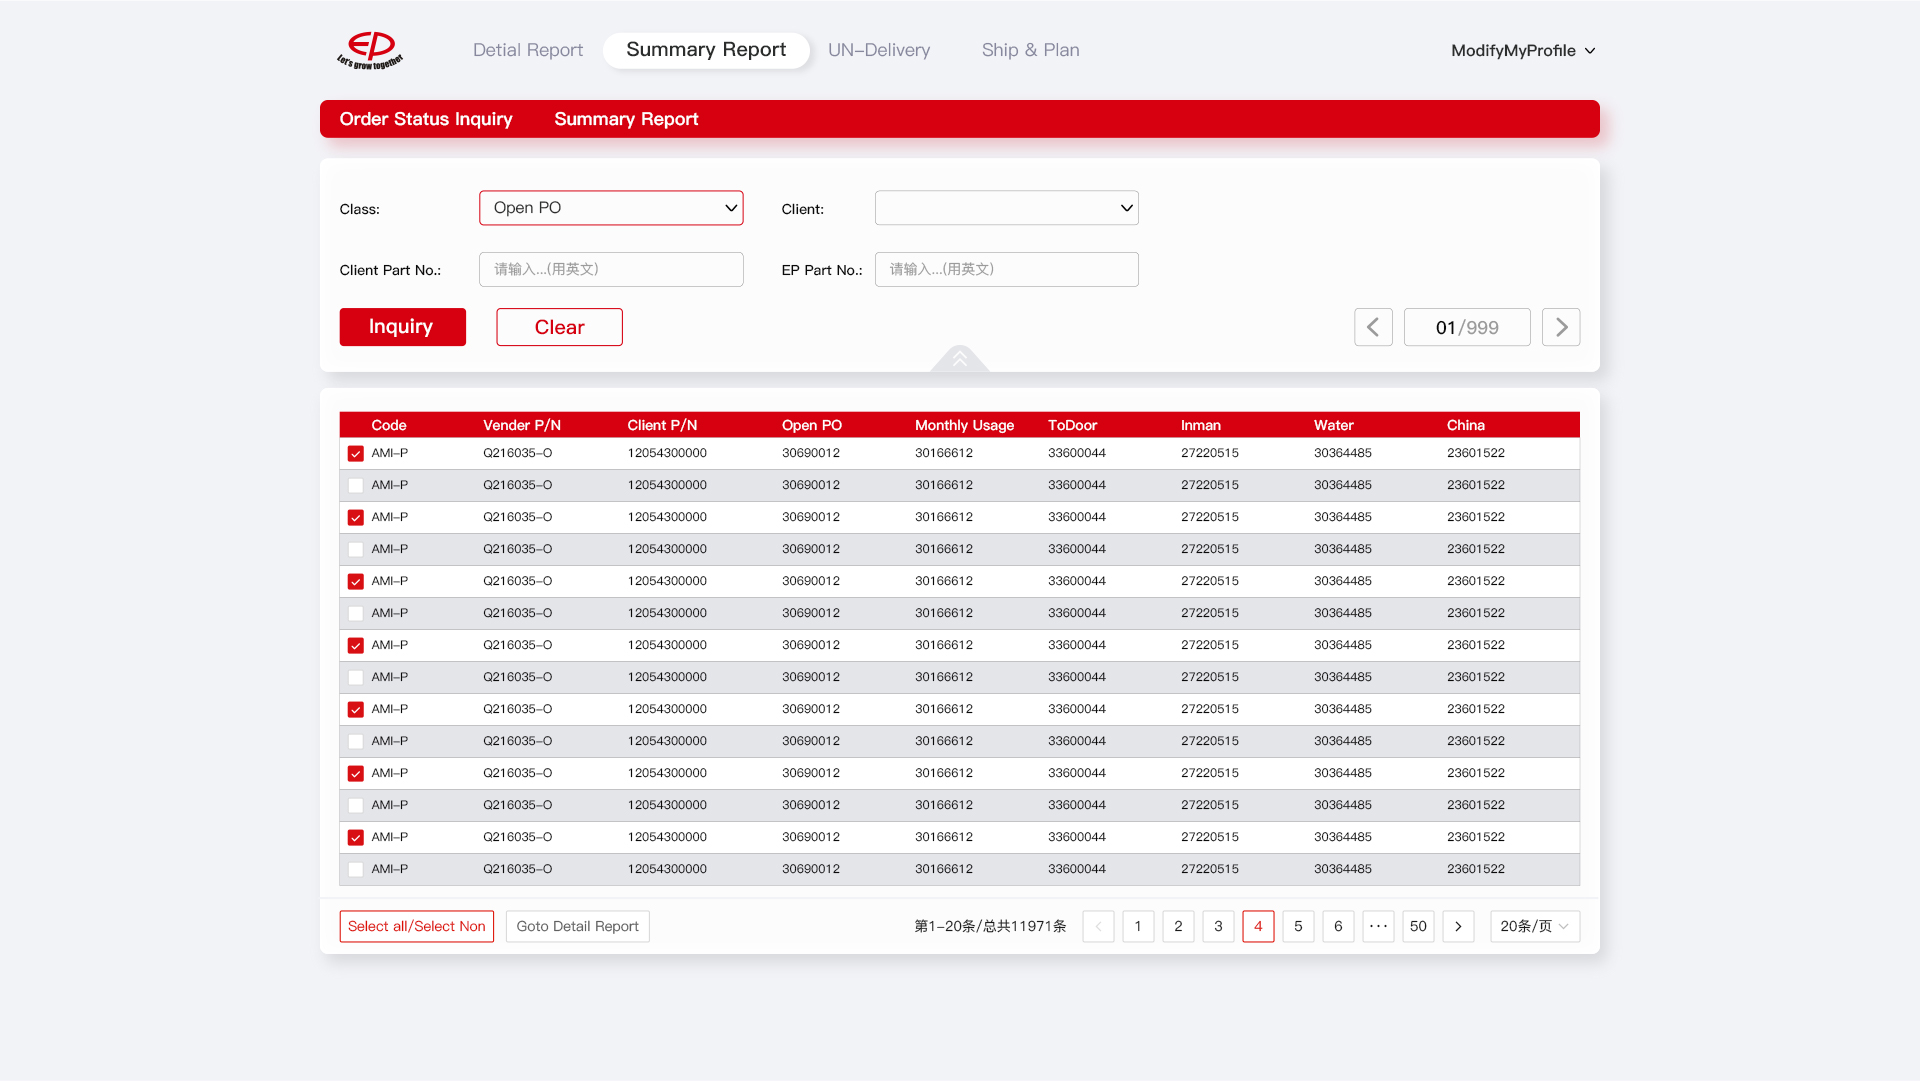 EP
Let's grow together
Detial Report Summary Report UN-Delivery Ship & Plan ModifyMyProfile
Order Status Inquiry Summary Report
Class: Open PO Client:
Client Part No.: 请输入...(用英文) EP Part No.: 请输入...(用英文)
Inquiry Clear 01/999
Code Vender P/N Client P/N Open PO Monthly Usage ToDoor Inman Water China
AMI-P Q216035-O 12054300000 30690012 30166612 33600044 27220515 30364485 23601522
AMI-P Q216035-O 12054300000 30690012 30166612 33600044 27220515 30364485 23601522
AMI-P Q216035-O 12054300000 30690012 30166612 33600044 27220515 30364485 23601522
AMI-P Q216035-O 12054300000 30690012 30166612 33600044 27220515 30364485 23601522
AMI-P Q216035-O 12054300000 30690012 30166612 33600044 27220515 30364485 23601522
AMI-P Q216035-O 12054300000 30690012 30166612 33600044 27220515 30364485 23601522
AMI-P Q216035-O 12054300000 30690012 30166612 33600044 27220515 30364485 23601522
AMI-P Q216035-O 12054300000 30690012 30166612 33600044 27220515 30364485 23601522
AMI-P Q216035-O 12054300000 30690012 30166612 33600044 27220515 30364485 23601522
AMI-P Q216035-O 12054300000 30690012 30166612 33600044 27220515 30364485 23601522
AMI-P Q216035-O 12054300000 30690012 30166612 33600044 27220515 30364485 23601522
AMI-P Q216035-O 12054300000 30690012 30166612 33600044 27220515 30364485 23601522
AMI-P Q216035-O 12054300000 30690012 30166612 33600044 27220515 30364485 23601522
AMI-P Q216035-O 12054300000 30690012 30166612 33600044 27220515 30364485 23601522
Select all/Select Non Goto Detail Report 第1-20条/总共11971条 1 2 3 4 5 6 ··· 50 20条/页